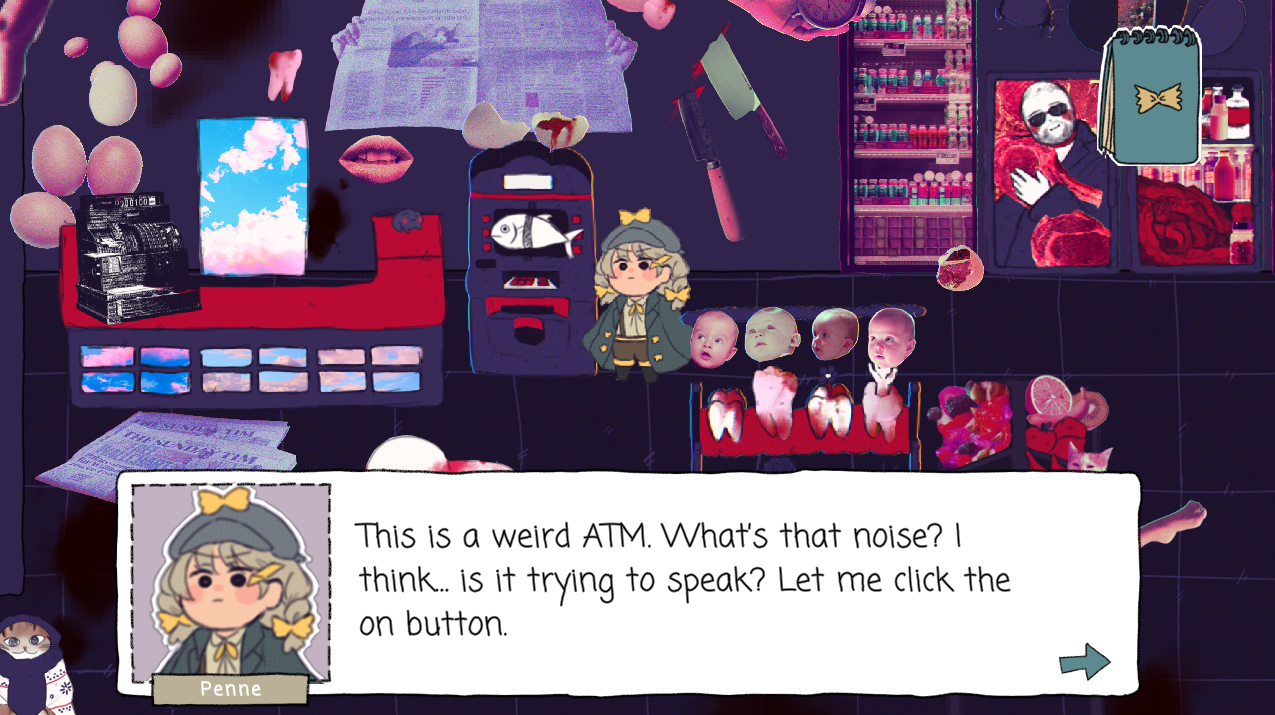 This is a weird ATM. What's that noise? I
think... is it trying to speak? Let me click the
on button.
Penne